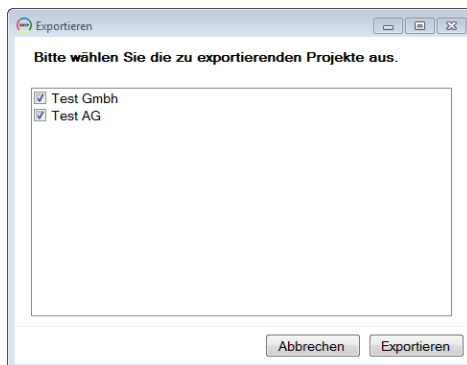 Exportieren
Bitte wählen Sie die zu exportierenden Projekte aus.
Test Gmbh
Test AG
Abbrechen Exportieren